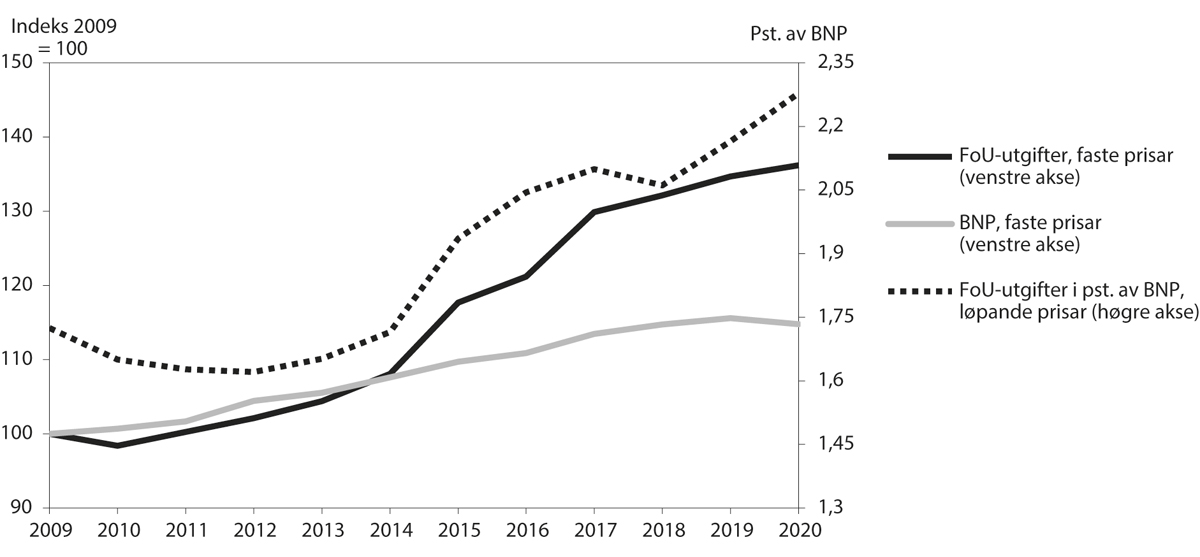 Indeks 2009
= 100
Pst. av BNP
150
140
130
120
110
100
90
2,35
2,2
2,05
1,9
1,75
1,6
1,45
1,3
2009 2010 2011 2012 2013 2014 2015 2016 2017 2018 2019 2020
FoU-utgifter, faste prisar
(venstre akse)
BNP, faste prisar
(venstre akse)
FoU-utgifter i pst. av BNP,
løpande prisar (høgre akse)